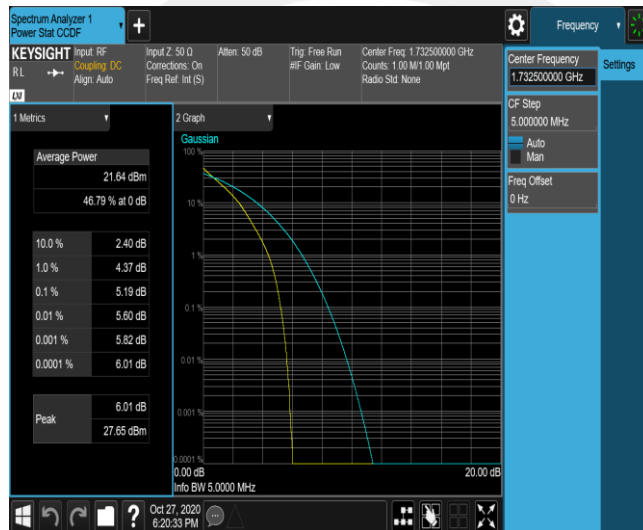 Spectrum Analyzer 1
Power Stat CCDF
Frequency
KEYSIGHT
RL
LXI
Input: RF
Coupling: DC
Align: Auto
Input Z: 50 Ω
Corrections: On
Freq Ref: Int (S)
Atten: 50 dB
Trig: Free Run
#IF Gain: Low
Center Freq: 1.732500000 GHz
Counts: 1.00 M/1.00 Mpt
Radio Std: None
Center Frequency
1.732500000 GHz
Settings
CF Step
5.000000 MHz
Auto
Man
Freq Offset
0 Hz
1 Metrics
Average Power
21.64 dBm
46.79 % at 0 dB
10.0 % 2.40 dB
1.0 % 4.37 dB
0.1 % 5.19 dB
0.01 % 5.60 dB
0.001 % 5.82 dB
0.0001 % 6.01 dB
Peak
6.01 dB
27.65 dBm
2 Graph
Gaussian
100 %
10 %
1 %
0.1 %
0.01 %
0.001 %
0.0001 %
0.00 dB
20.00 dB
Info BW 5.0000 MHz
?
Oct 27, 2020
6:20:33 PM